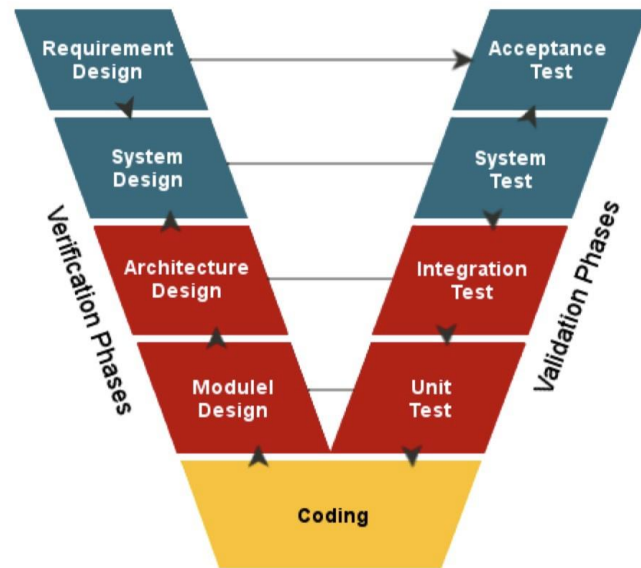 Requirement
Design
Acceptance
Test
System
Design
System
Test
Architecture
Design
Integration
Test
Modulel
Design
Unit
Test
Coding
Verification Phases
Validation Phases